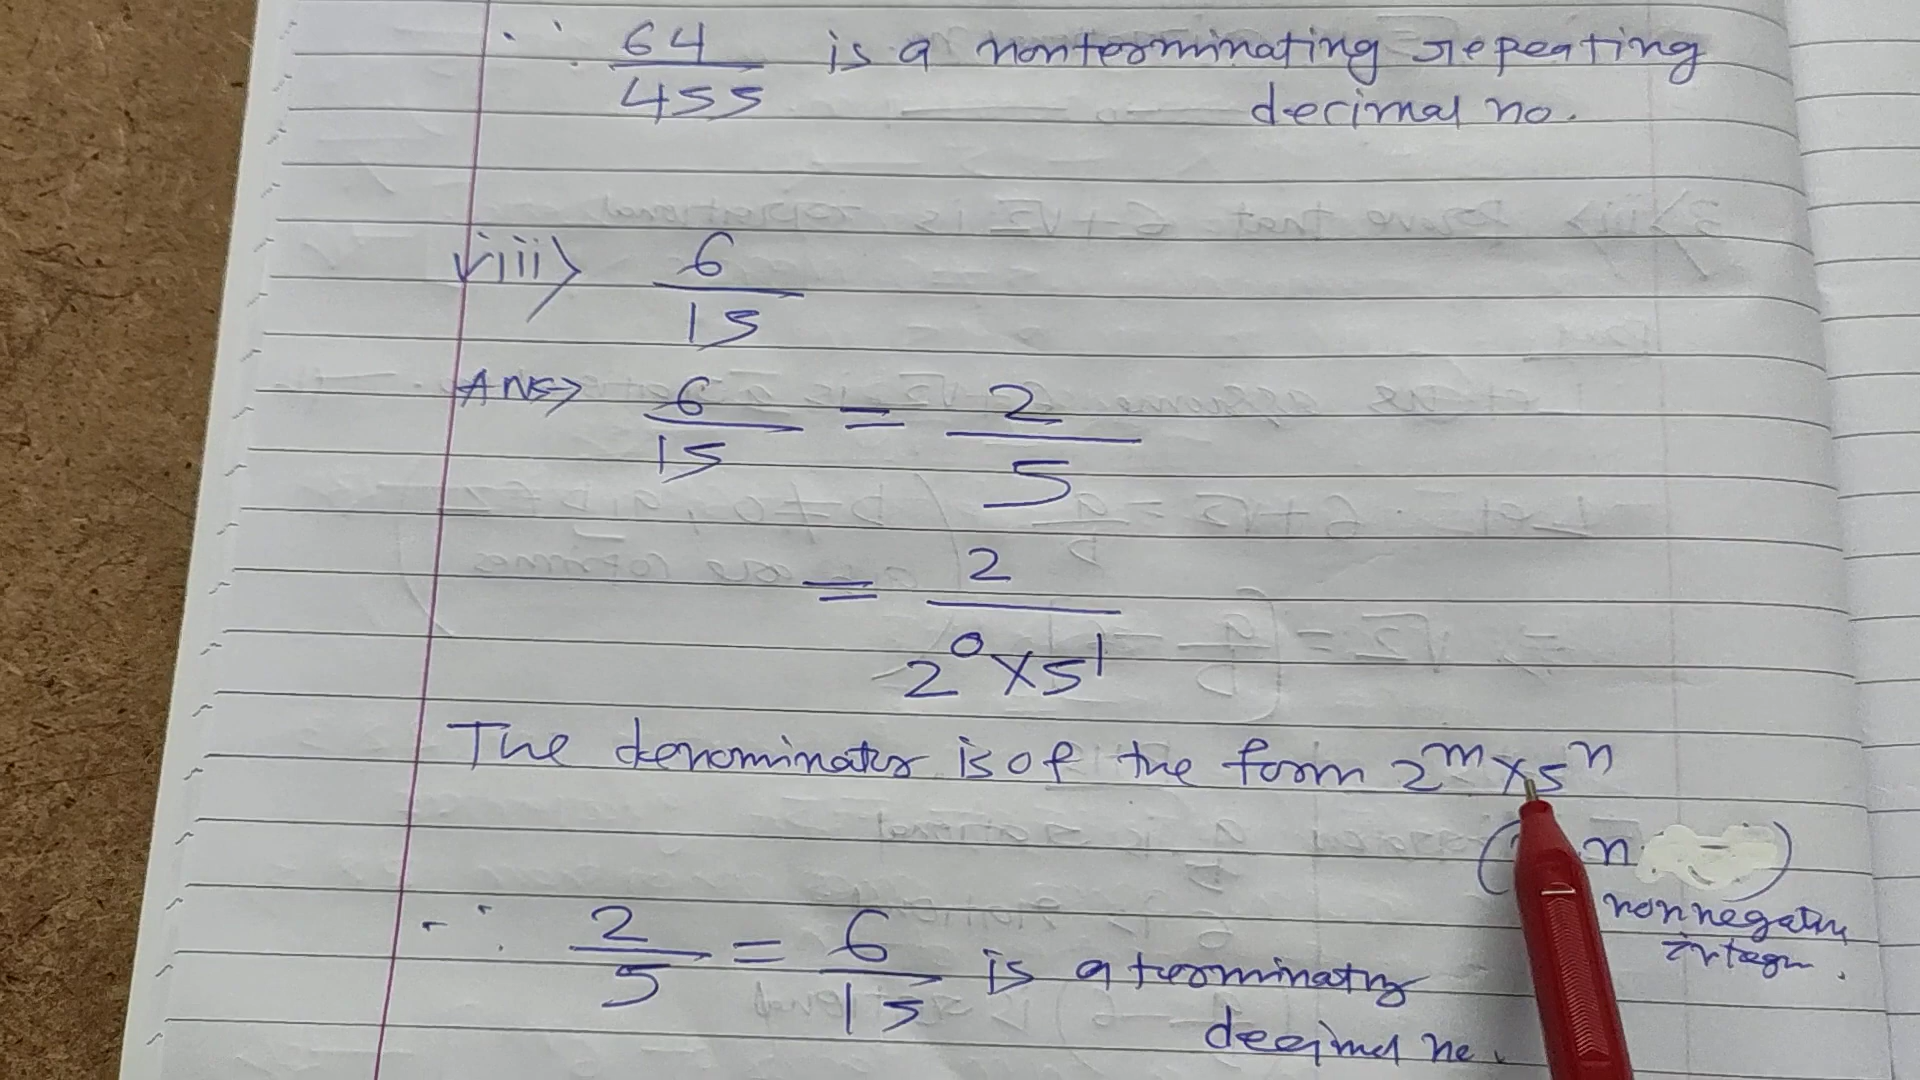 ∴ 64/455 is a nonterminating repeating
decimal no.
viii) 6/15
Ans> 6/15 = 2/5
= 2/2⁰×5¹
The denominator is of the form 2ᵐ×5ⁿ
( n )
nonnegative
∴ 2/5 = 6/15 is a terminating
decimal no.